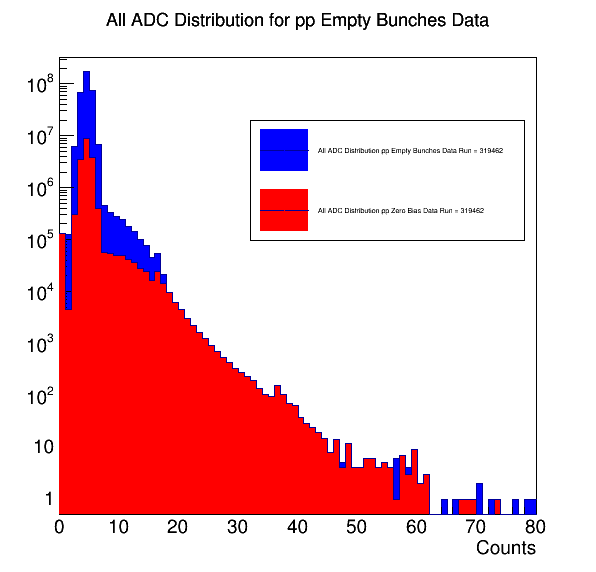 All ADC Distribution for pp Empty Bunches Data
10^8
10^7
10^6
10^5
10^4
10^3
10^2
10
1
All ADC Distribution pp Empty Bunches Data Run = 319462
All ADC Distribution pp Zero Bias Data Run = 319462
0 10 20 30 40 50 60 70 80
Counts